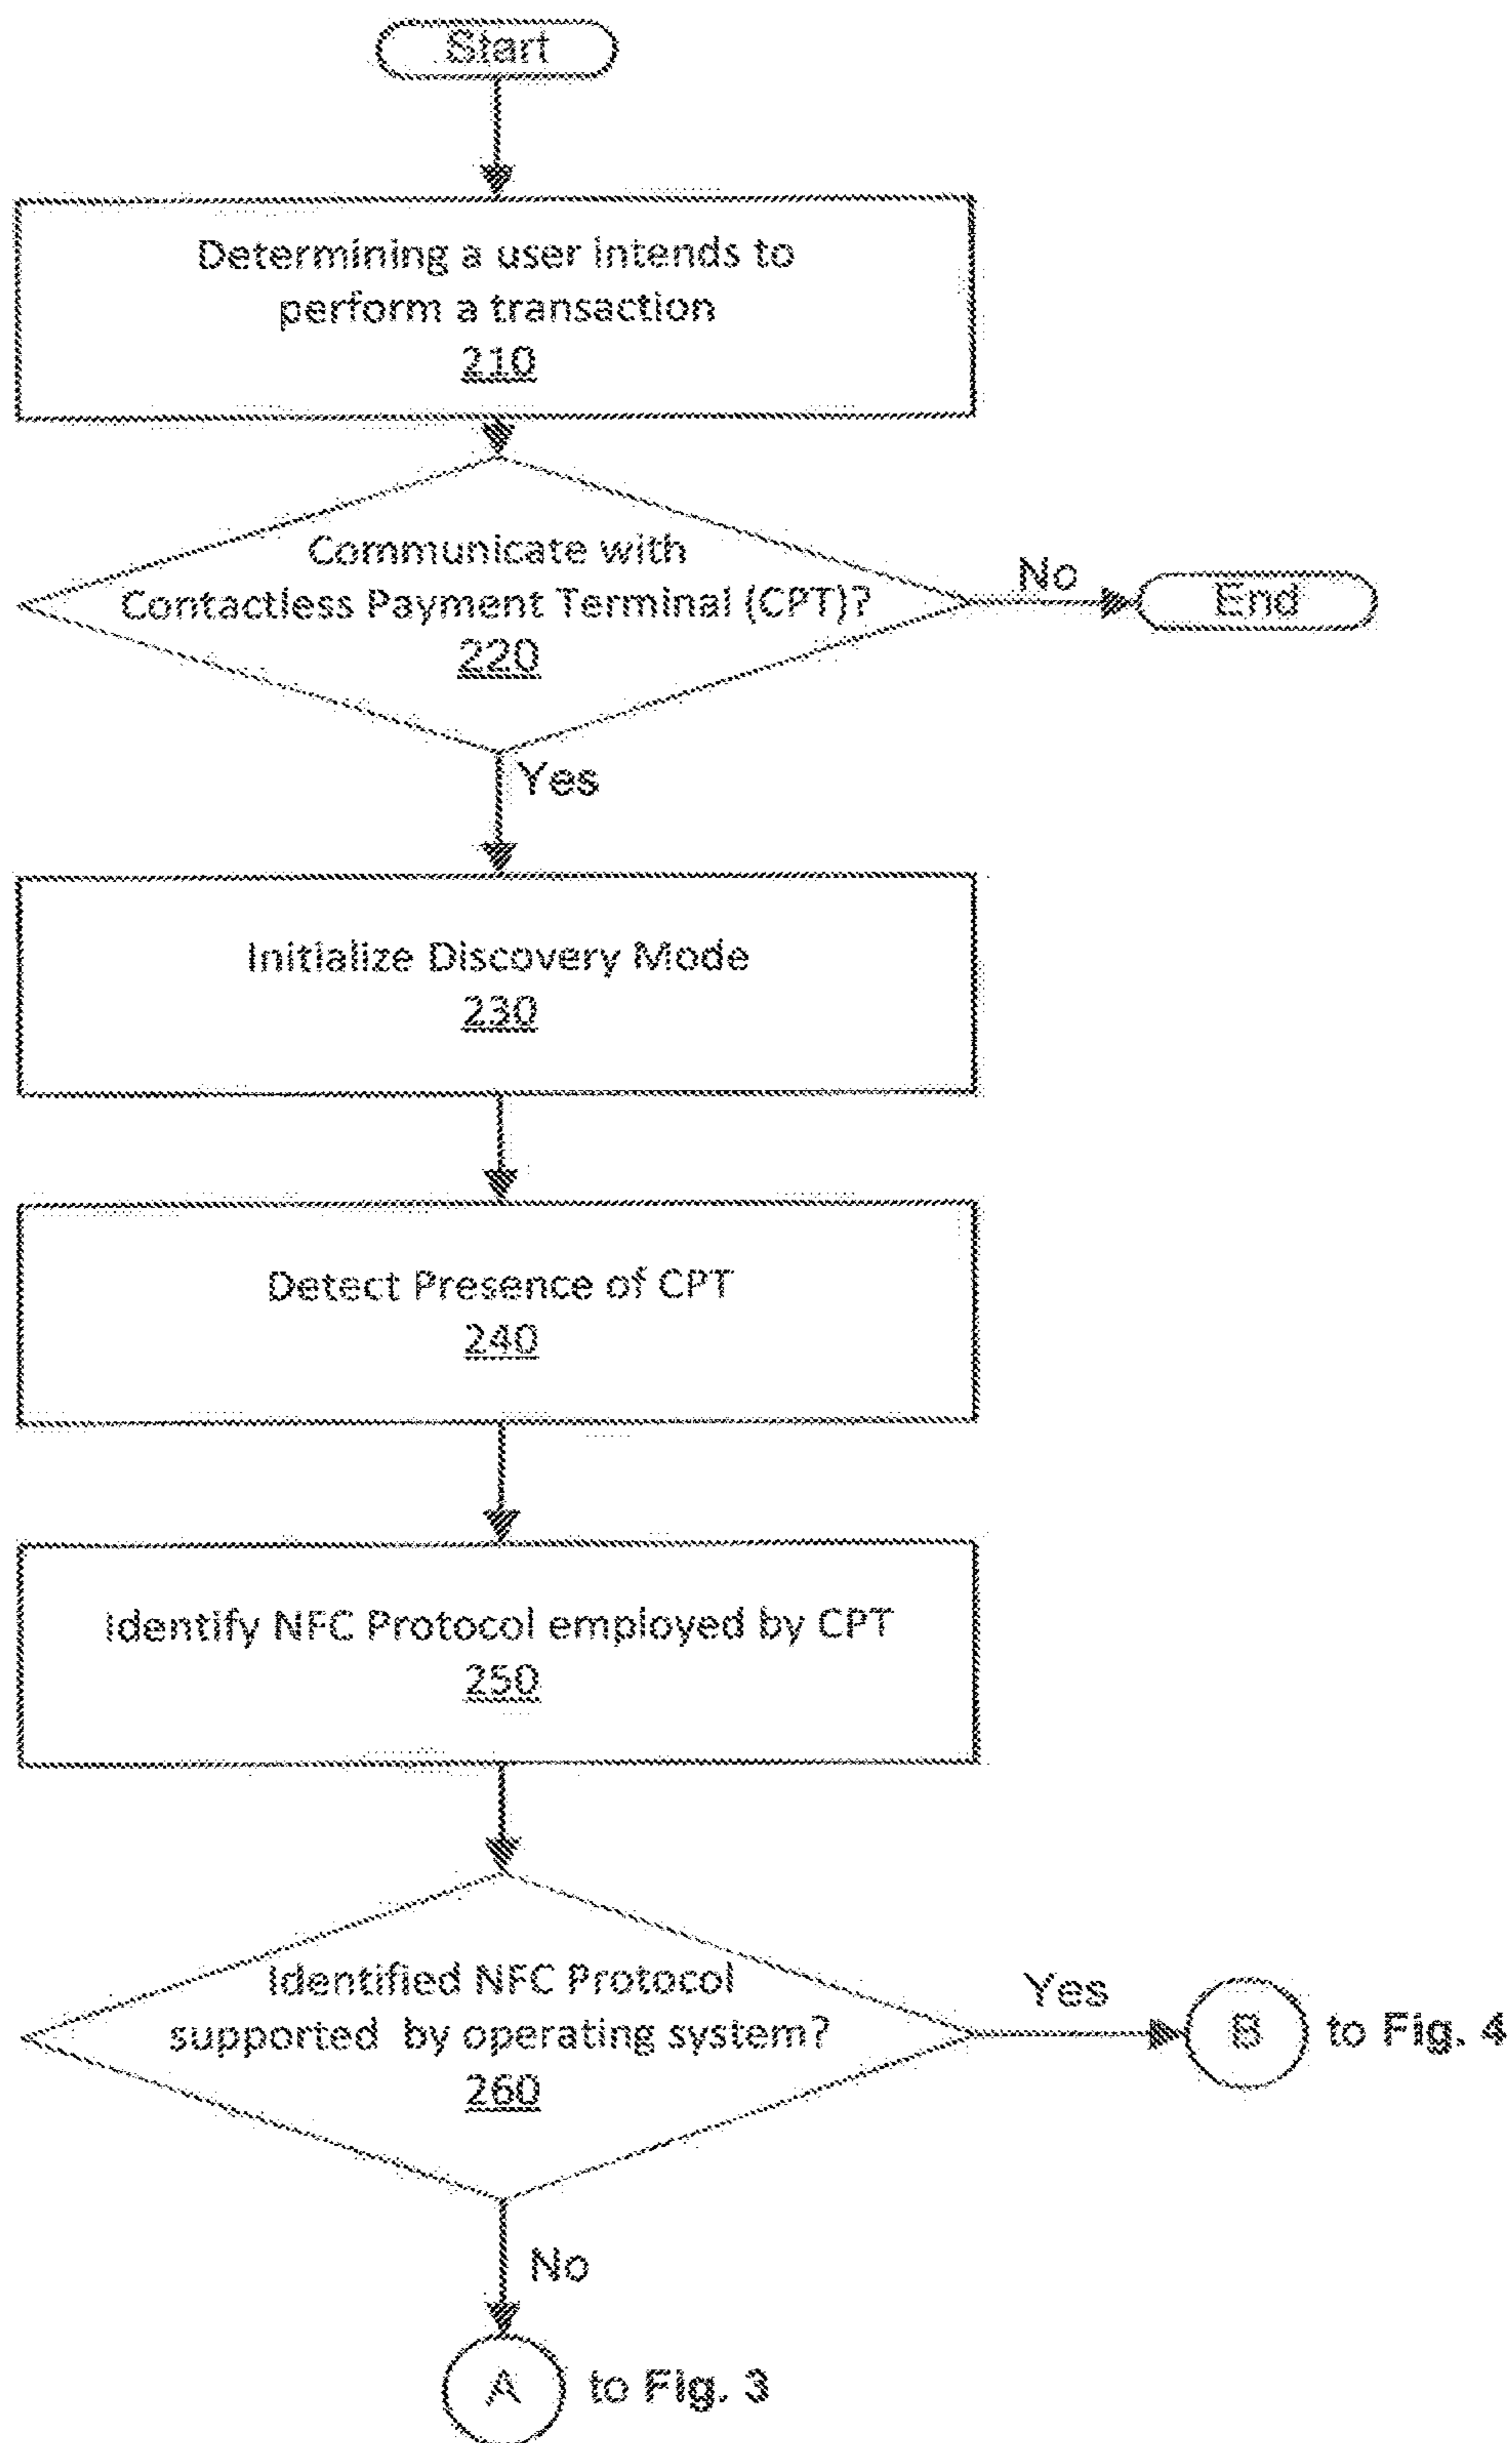 Start
Determining a user intends to
perform a transaction
210
Communicate with
Contactless Payment Terminal (CPT)?
220
No
End
Yes
Initialize Discovery Mode
230
Detect Presence of CPT
240
Identify NFC Protocol employed by CPT
250
Identified NFC Protocol
supported by operating system?
260
Yes
B to Fig. 4
No
A to Fig. 3